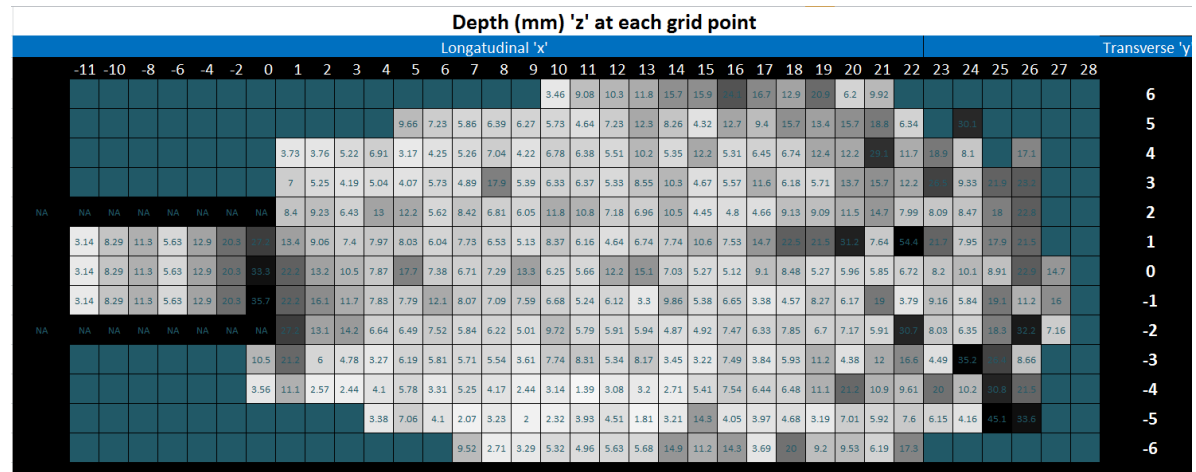 Depth (mm) 'z' at each grid point
Longatudinal 'x' Transverse 'y'
-11 -10 -8 -6 -4 -2 0 1 2 3 4 5 6 7 8 9 10 11 12 13 14 15 16 17 18 19 20 21 22 23 24 25 26 27 28
3.46 9.08 10.3 11.8 15.7 15.9 16.7 12.9 20.9 6.2 9.92 6
9.66 7.23 5.86 6.39 6.27 5.73 4.64 7.23 12.3 8.26 4.32 12.7 9.4 15.7 13.4 15.7 18.8 6.34 30.1 5
3.73 3.76 5.22 6.91 3.17 4.25 5.26 7.04 4.22 6.78 6.38 5.51 10.2 5.35 12.2 5.31 6.45 6.74 12.4 12.2 29.1 11.7 18.9 8.1 17.1 4
7 5.25 4.19 5.04 4.07 5.73 4.89 17.9 5.39 6.33 6.37 5.33 8.55 10.3 4.67 5.57 11.6 6.18 5.71 13.7 15.7 12.2 9.33 21.9 23.2 3
NA NA NA NA NA NA NA NA 8.4 9.23 6.43 13 12.2 5.62 8.42 6.81 6.05 11.8 10.8 7.18 6.96 10.5 4.45 4.8 4.66 9.13 9.09 11.5 14.7 7.99 8.09 8.47 18 22.8 2
3.14 8.29 11.3 5.63 12.9 20.3 27.2 13.4 9.06 7.4 7.97 8.03 6.04 7.73 6.53 5.13 8.37 6.16 4.64 6.74 7.74 10.6 7.53 14.7 22.5 21.5 31.2 7.64 54.4 21.7 7.95 17.9 21.5 1
3.14 8.29 11.3 5.63 12.9 20.3 33.3 22.2 13.2 10.5 7.87 17.7 7.38 6.71 7.29 13.3 6.25 5.66 12.2 15.1 7.03 5.27 5.12 9.1 8.48 5.27 5.96 5.85 6.72 8.2 10.1 8.91 22.9 14.7 0
3.14 8.29 11.3 5.63 12.9 20.3 35.7 22.2 16.1 11.7 7.83 7.79 12.1 8.07 7.09 7.59 6.68 5.24 6.12 3.3 9.86 5.38 6.65 3.38 4.57 8.27 6.17 19 3.79 9.16 5.84 19.1 11.2 16 -1
NA NA NA NA NA NA NA NA 27.2 13.1 14.2 6.64 6.49 7.52 5.84 6.22 5.01 9.72 5.79 5.91 5.94 4.87 4.92 7.47 6.33 7.85 6.7 7.17 5.91 30.7 8.03 6.35 18.3 32.2 7.16 -2
10.5 21.2 6 4.78 3.27 6.19 5.81 5.71 5.54 3.61 7.74 8.31 5.34 8.17 3.45 3.22 7.49 3.84 5.93 11.2 4.38 12 16.6 4.49 35.2 8.66 -3
3.56 11.1 2.57 2.44 4.1 5.78 3.31 5.25 4.17 2.44 3.14 1.39 3.08 3.2 2.71 5.41 7.54 6.44 6.48 11.1 21.2 10.9 9.61 20 10.2 30.8 21.5 -4
3.38 7.06 4.1 2.07 3.23 2 2.32 3.93 4.51 1.81 3.21 14.3 4.05 3.97 4.68 3.19 7.01 5.92 7.6 6.15 4.16 45.1 33.6 -5
9.52 2.71 3.29 5.32 4.96 5.63 5.68 14.9 11.2 14.3 3.69 20 9.2 9.53 6.19 17.3 -6